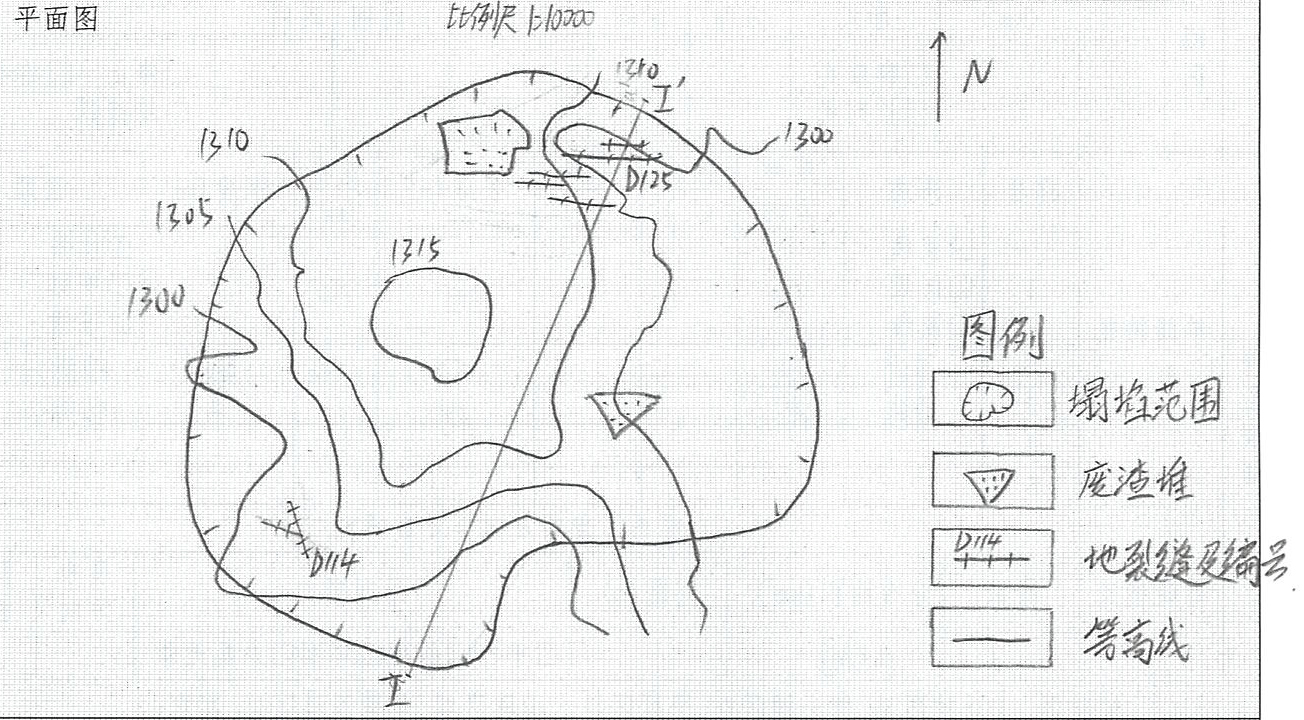 平面图
比例尺 1:10000
N
1310
I'
1300
1310
D125
1305
1315
1300
图例
塌陷范围
废渣堆
D114
D114
地裂缝及编号
等高线
I